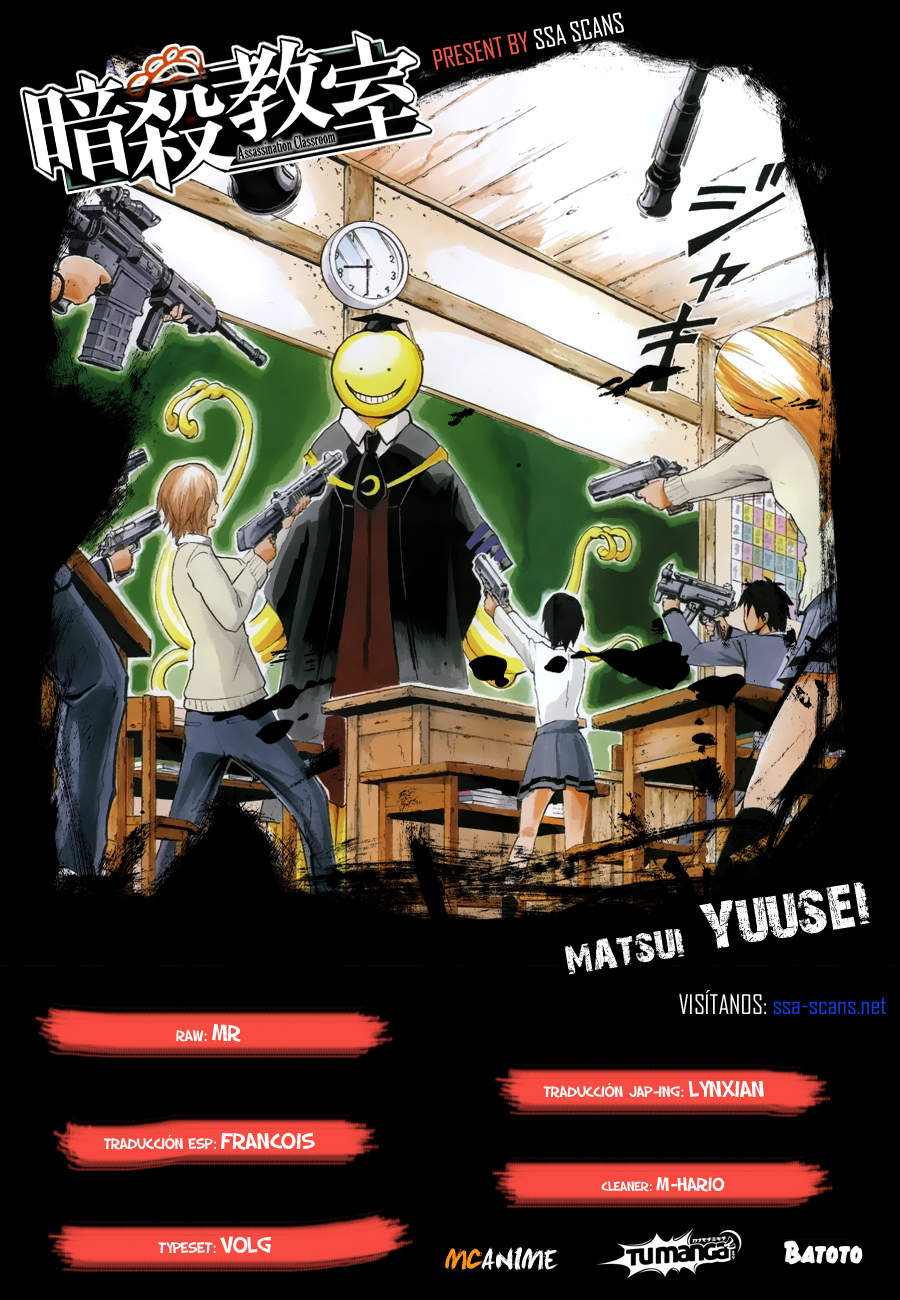 PRESENT BY SSA SCANS
暗殺教室
Assassination Classroom
ジャキ
MATSUI YUUSEI
VISÍTANOS: ssa-scans.net
RAW: MR
TRADUCCIÓN JAP-ING: LYNXIAN
TRADUCCIÓN ESP: FRANCOIS
CLEANER: M-HARIO
TYPESET: VOLG
MCANIME
TUMANGA
BATOTO